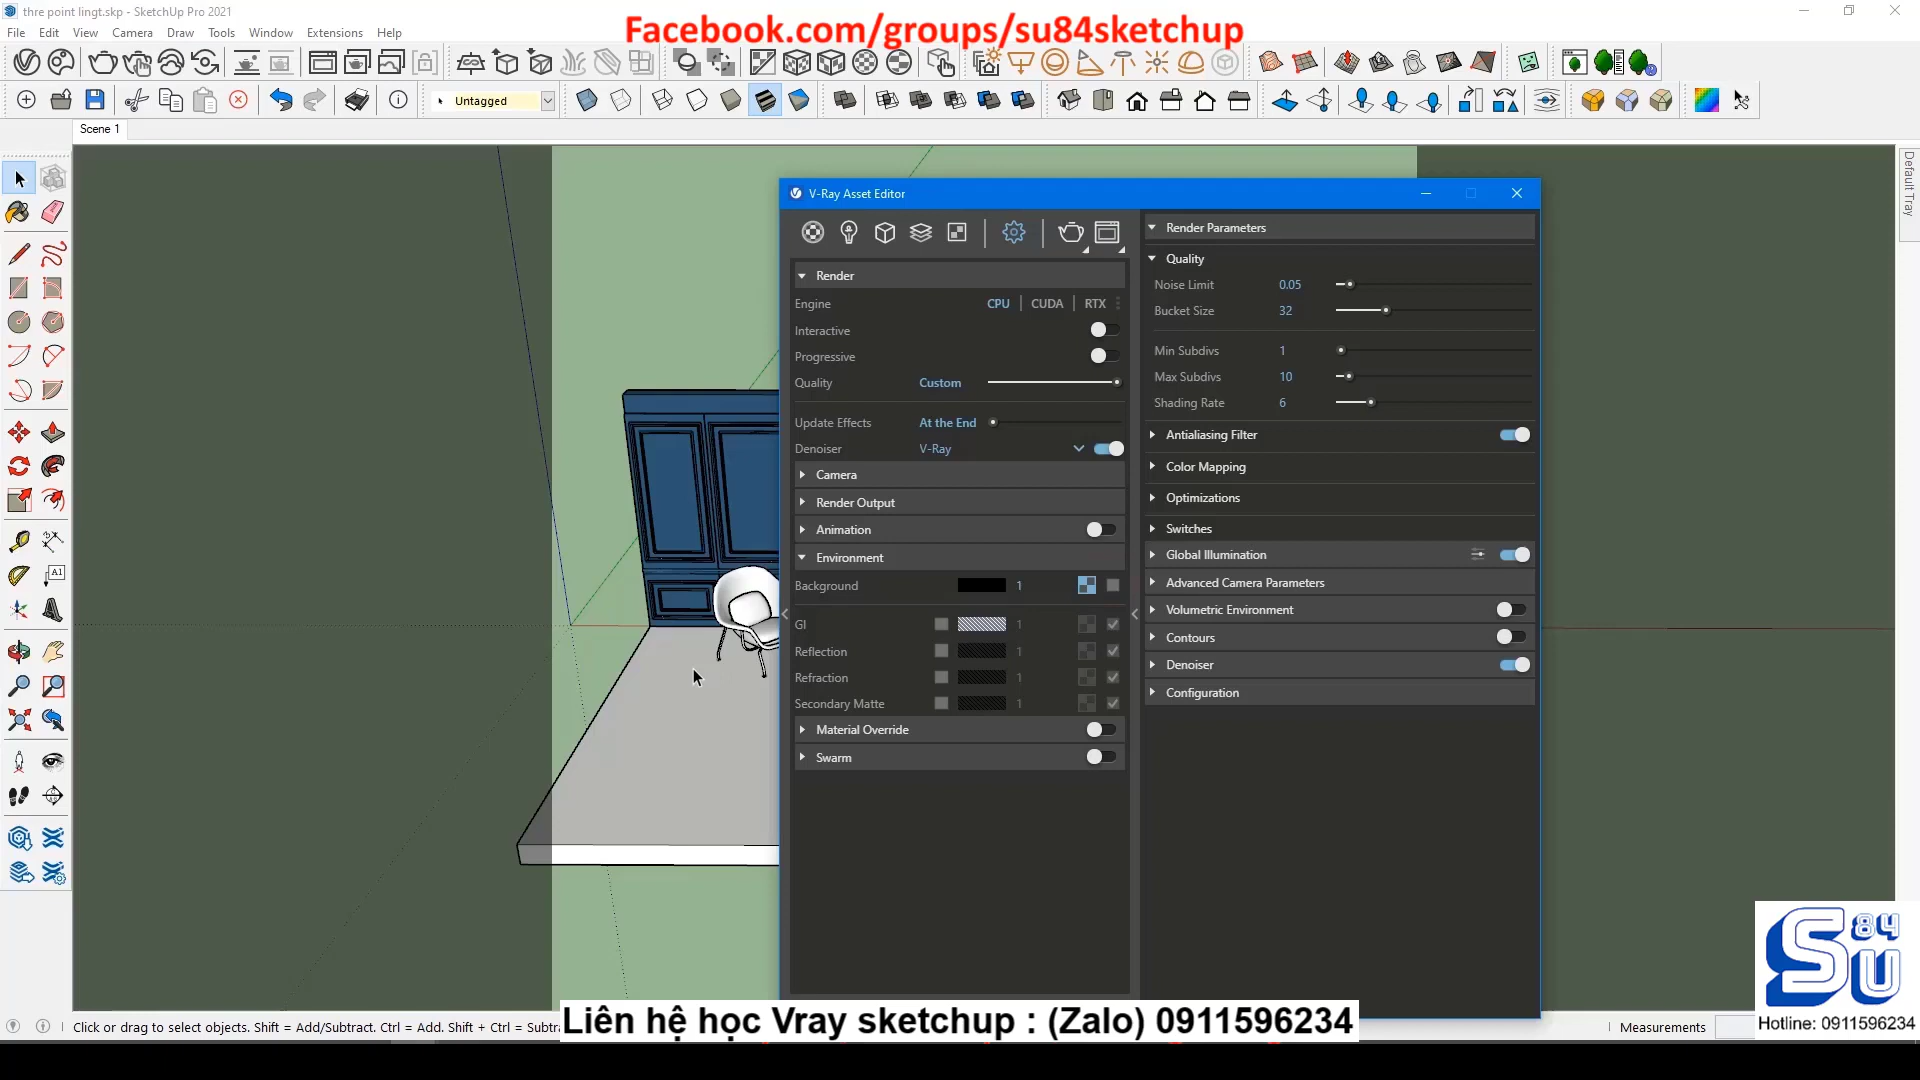 thre point lingt.skp - SketchUp Pro 2021
Facebook.com/groups/su84sketchup
File Edit View Camera Draw Tools Window Extensions Help
Untagged
Scene 1
Default Tray
V-Ray Asset Editor
Render
Engine CPU CUDA RTX
Interactive
Progressive
Quality Custom
Update Effects At the End
Denoiser V-Ray
Camera
Render Output
Animation
Environment
Background 1
GI 1
Reflection 1
Refraction 1
Secondary Matte 1
Material Override
Swarm
Render Parameters
Quality
Noise Limit 0.05
Bucket Size 32
Min Subdivs 1
Max Subdivs 10
Shading Rate 6
Antialiasing Filter
Color Mapping
Optimizations
Switches
Global Illumination
Advanced Camera Parameters
Volumetric Environment
Contours
Denoiser
Configuration
A1
84
SU
Hotline: 0911596234
Click or drag to select objects. Shift = Add/Subtract. Ctrl = Add. Shift + Ctrl = Subtra
Liên hệ học Vray sketchup : (Zalo) 0911596234
Measurements